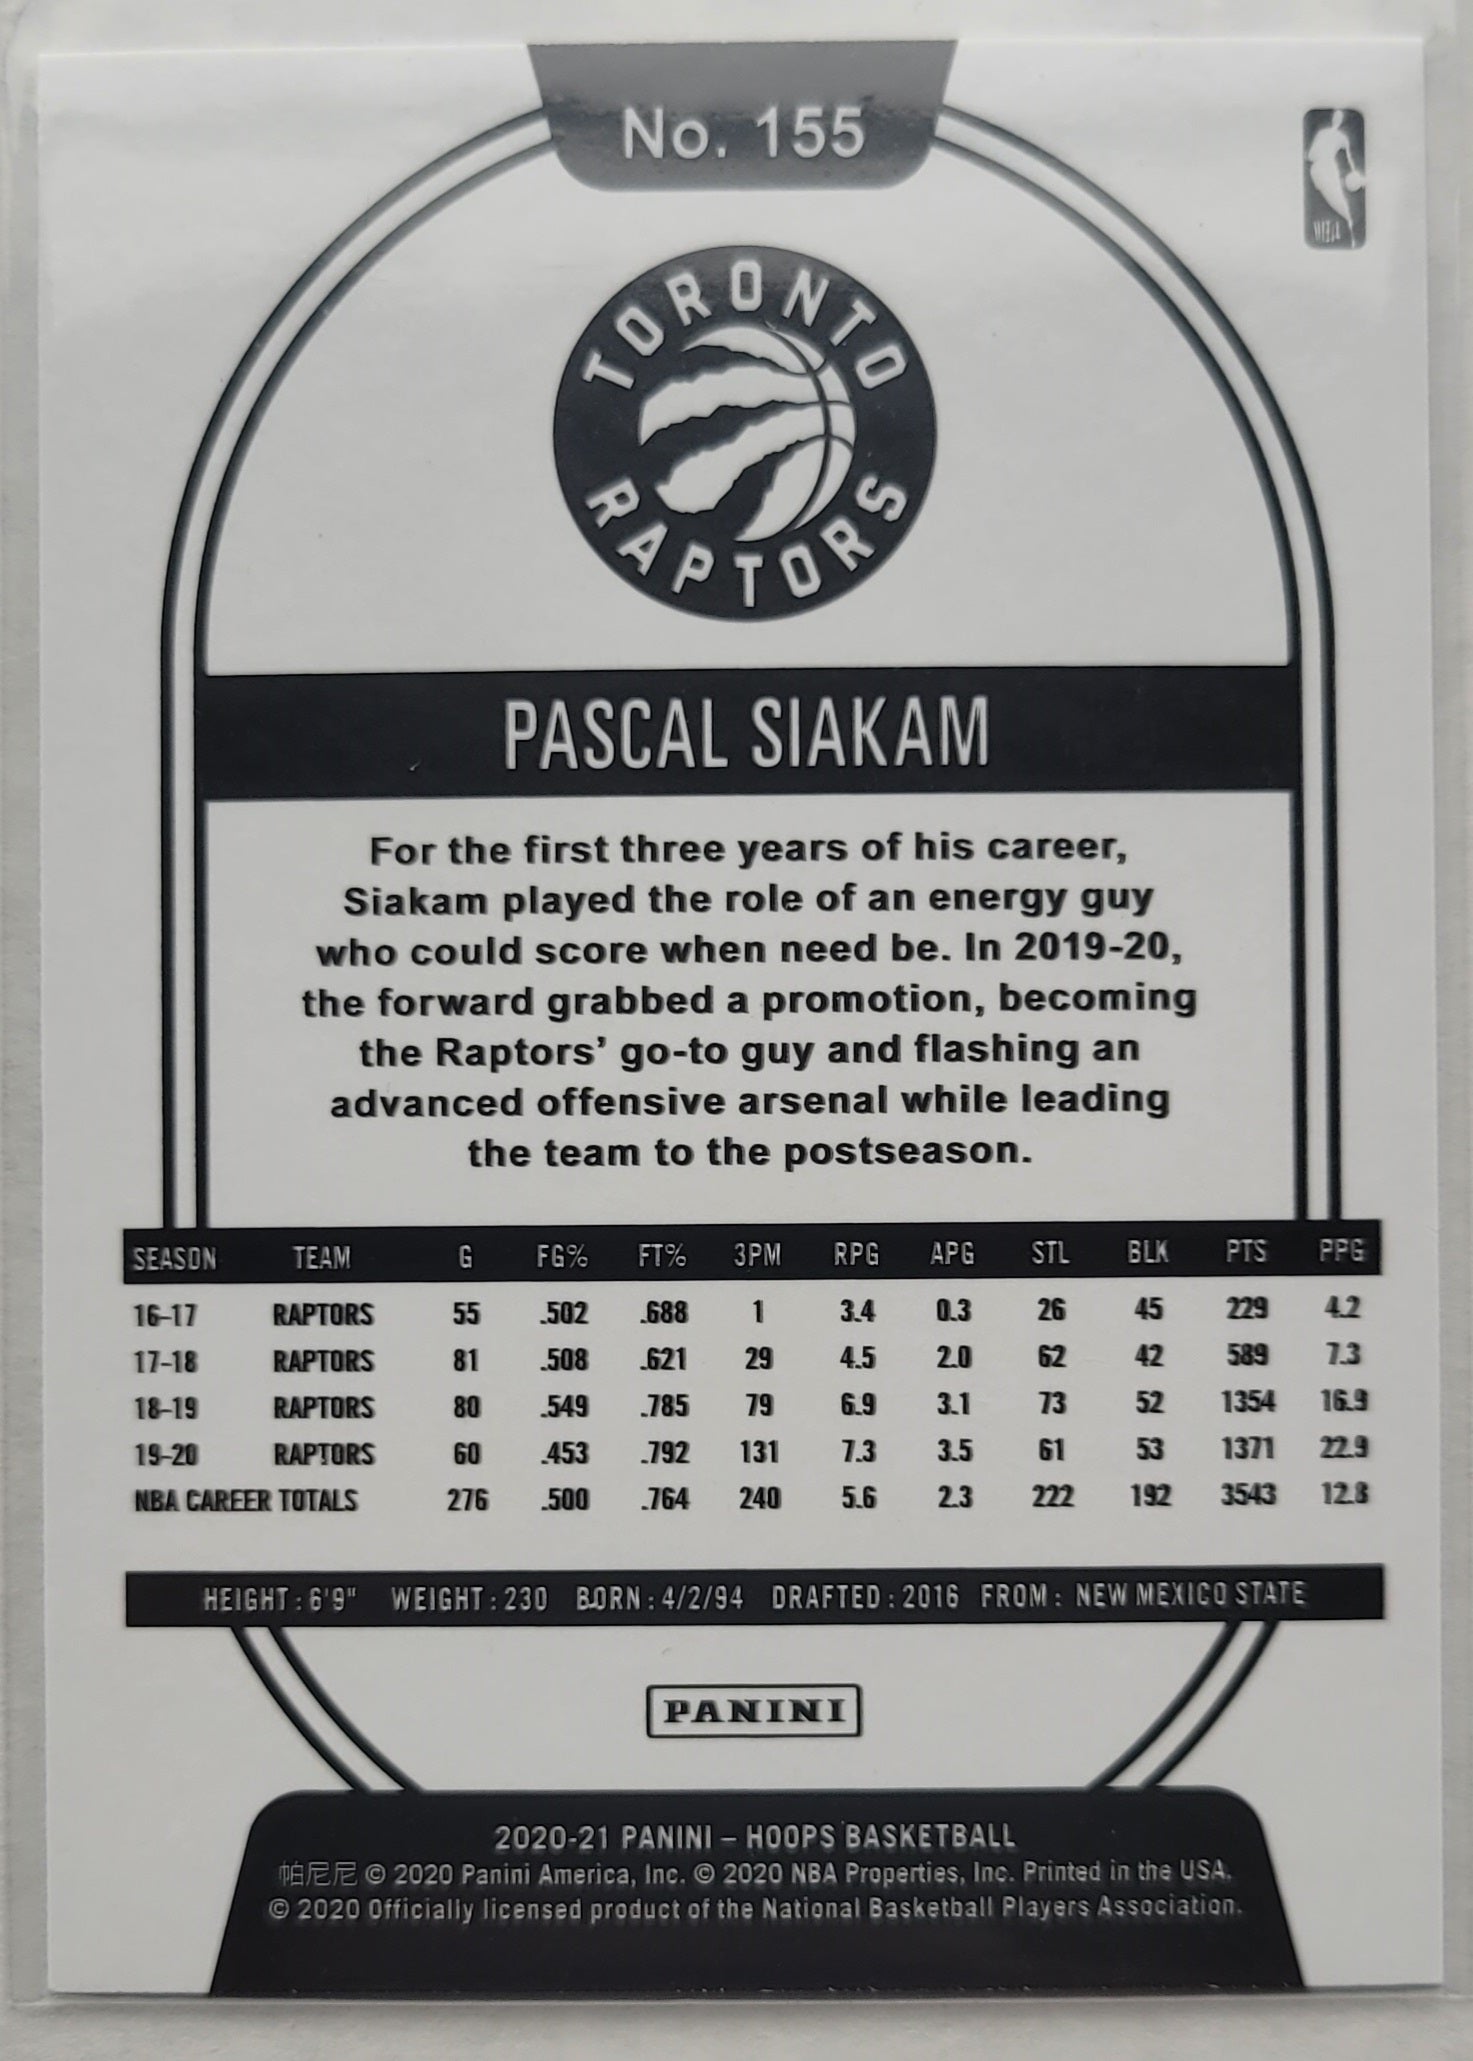 No. 155
NBA
TORONTO
RAPTORS
PASCAL SIAKAM
For the first three years of his career,
Siakam played the role of an energy guy
who could score when need be. In 2019-20,
the forward grabbed a promotion, becoming
the Raptors’ go-to guy and flashing an
advanced offensive arsenal while leading
the team to the postseason.
SEASON TEAM G FG% FT% 3PM RPG APG STL BLK PTS PPG
16–17 RAPTORS 55 .502 .688 1 3.4 0.3 26 45 229 4.2
17–18 RAPTORS 81 .508 .621 29 4.5 2.0 62 42 589 7.3
18–19 RAPTORS 80 .549 .785 79 6.9 3.1 73 52 1354 16.9
19–20 RAPTORS 60 .453 .792 131 7.3 3.5 61 53 1371 22.9
NBA CAREER TOTALS 276 .500 .764 240 5.6 2.3 222 192 3543 12.8
HEIGHT: 6'9" WEIGHT: 230 BORN: 4/2/94 DRAFTED: 2016 FROM: NEW MEXICO STATE
PANINI
2020-21 PANINI – HOOPS BASKETBALL
帕尼尼 © 2020 Panini America, Inc. © 2020 NBA Properties, Inc. Printed in the USA.
© 2020 Officially licensed product of the National Basketball Players Association.